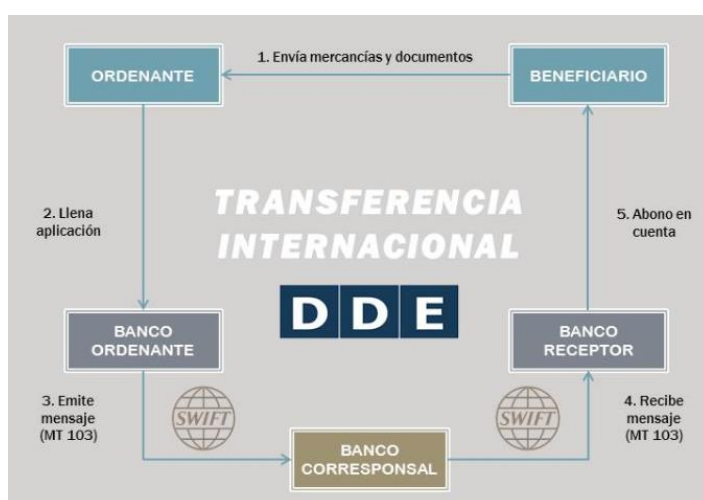 1. Envía mercancías y documentos
ORDENANTE
BENEFICIARIO
2. Llena
aplicación
TRANSFERENCIA
INTERNACIONAL
5. Abono en
cuenta
DDE
BANCO
ORDENANTE
BANCO
RECEPTOR
3. Emite
mensaje
(MT 103)
SWIFT
SWIFT
4. Recibe
mensaje
(MT 103)
BANCO
CORRESPONSAL